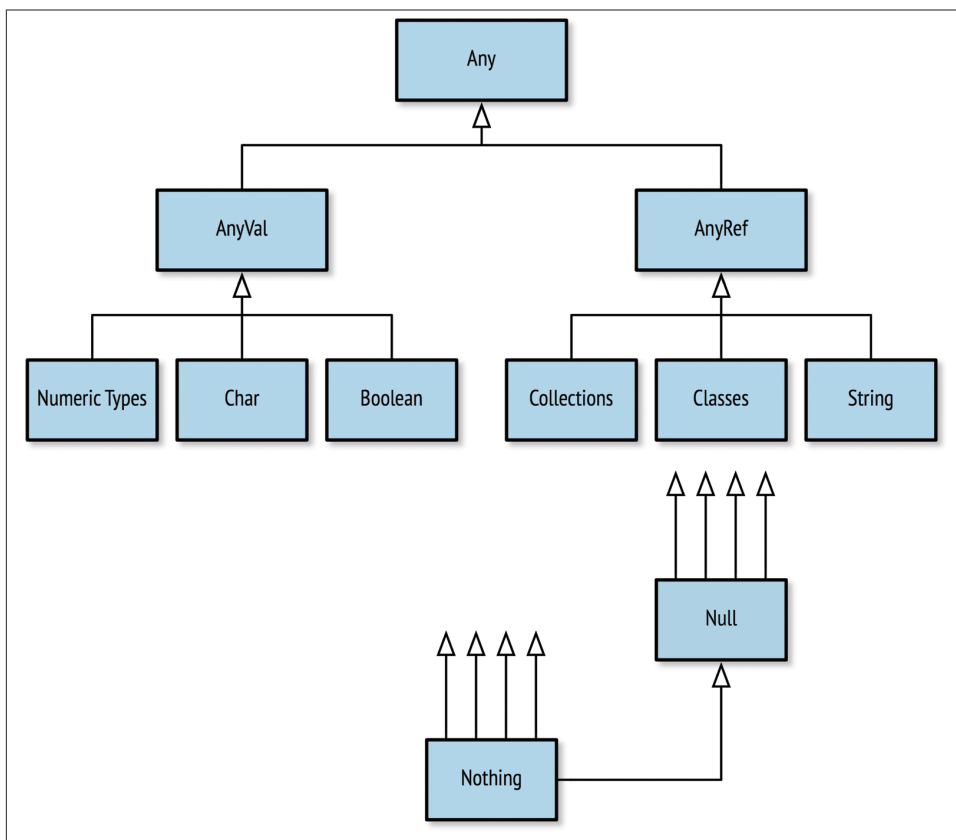 Any
AnyVal
AnyRef
Numeric Types
Char
Boolean
Collections
Classes
String
Null
Nothing